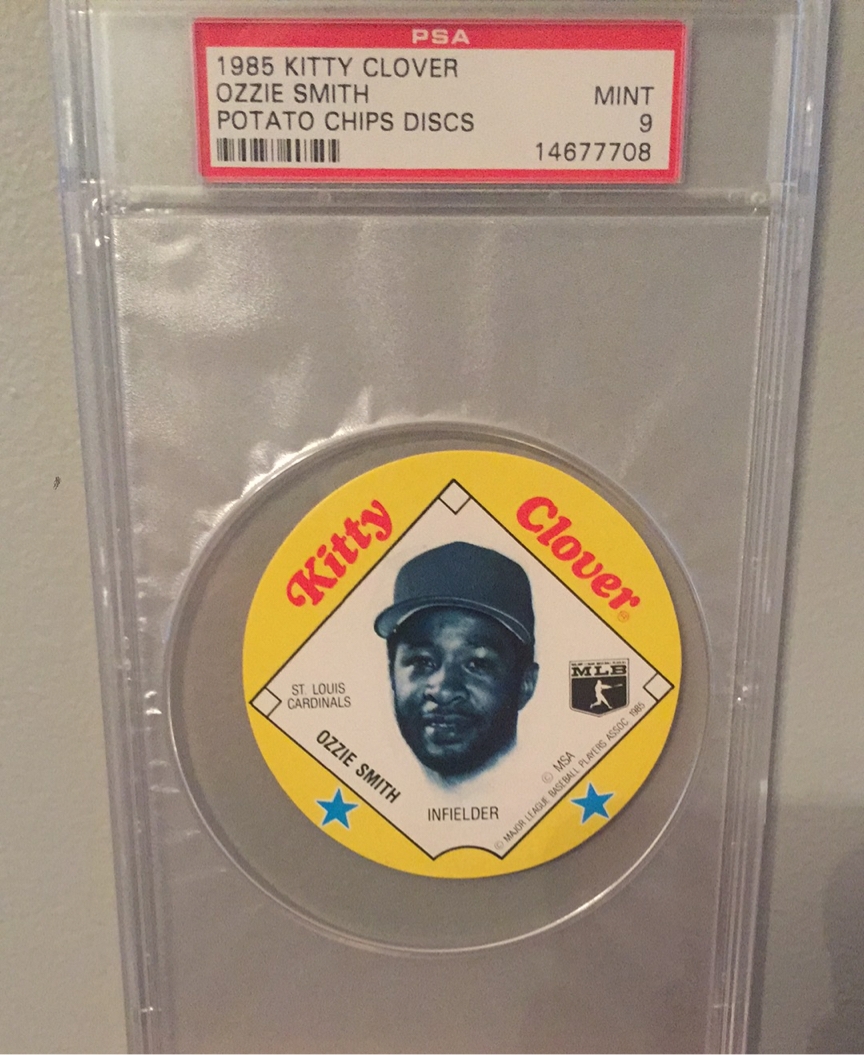 PSA
1985 KITTY CLOVER
OZZIE SMITH MINT
POTATO CHIPS DISCS 9
14677708
Kitty Clover®
MLB
ST. LOUIS
CARDINALS
OZZIE SMITH
INFIELDER
© MSA
© MAJOR LEAGUE BASEBALL PLAYERS ASSOC. 1985